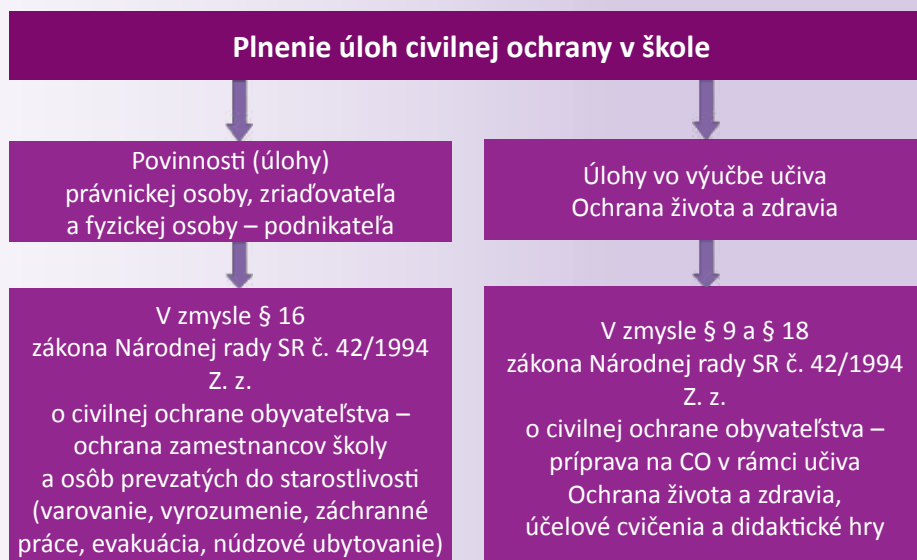 Plnenie úloh civilnej ochrany v škole
Povinnosti (úlohy)
právnickej osoby, zriaďovateľa
a fyzickej osoby – podnikateľa
Úlohy vo výučbe učiva
Ochrana života a zdravia
V zmysle § 16
zákona Národnej rady SR č. 42/1994
Z. z.
o civilnej ochrane obyvateľstva –
ochrana zamestnancov školy
a osôb prevzatých do starostlivosti
(varovanie, vyrozumenie, záchranné
práce, evakuácia, núdzové ubytovanie)
V zmysle § 9 a § 18
zákona Národnej rady SR č. 42/1994
Z. z.
o civilnej ochrane obyvateľstva –
príprava na CO v rámci učiva
Ochrana života a zdravia,
účelové cvičenia a didaktické hry